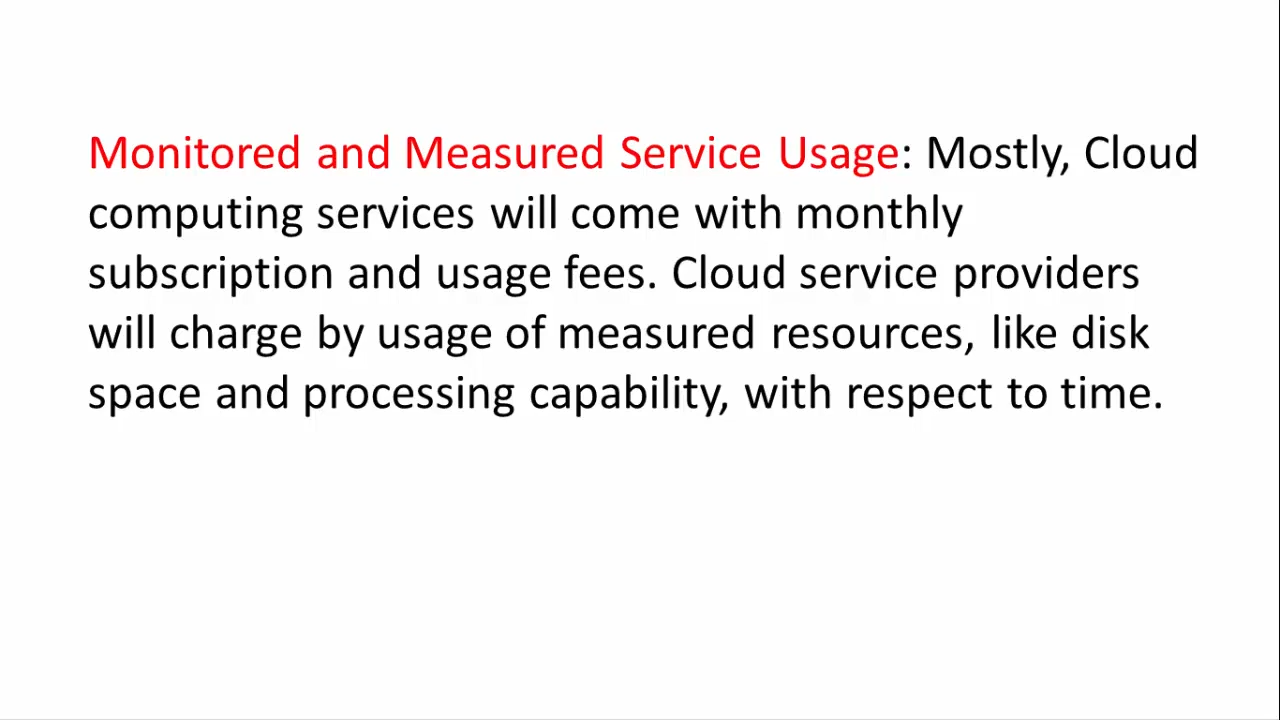 Monitored and Measured Service Usage: Mostly, Cloud
computing services will come with monthly
subscription and usage fees. Cloud service providers
will charge by usage of measured resources, like disk
space and processing capability, with respect to time.